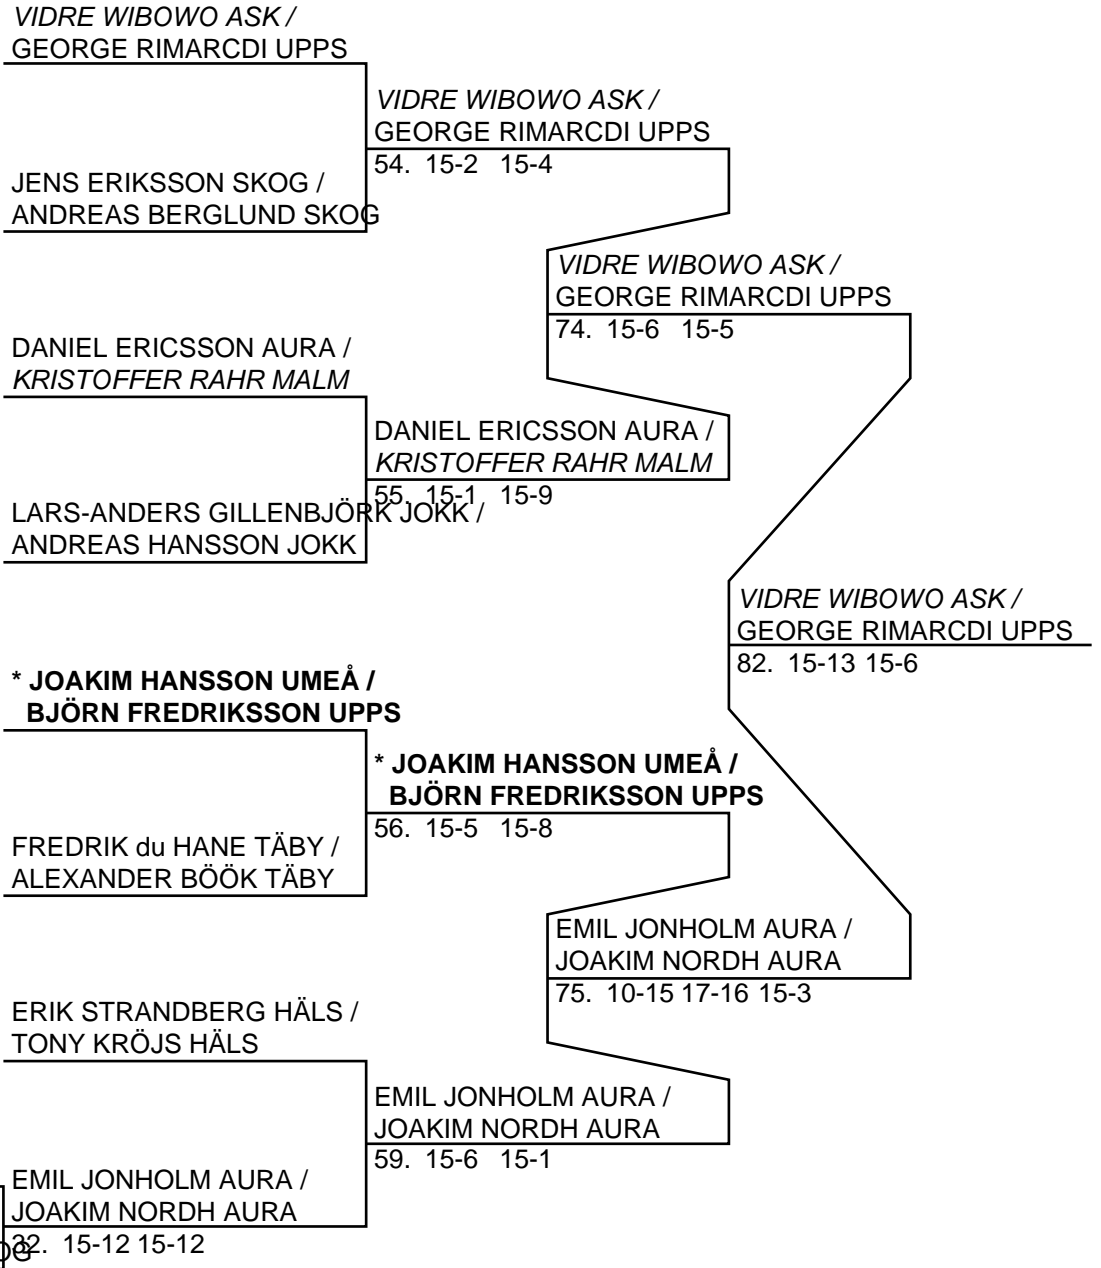 VIDRE WIBOWO ASK /
GEORGE RIMARCDI UPPS
VIDRE WIBOWO ASK /
GEORGE RIMARCDI UPPS
54. 15-2 15-4
JENS ERIKSSON SKOG /
ANDREAS BERGLUND SKOG
VIDRE WIBOWO ASK /
GEORGE RIMARCDI UPPS
74. 15-6 15-5
DANIEL ERICSSON AURA /
KRISTOFFER RAHR MALM
DANIEL ERICSSON AURA /
KRISTOFFER RAHR MALM
55. 15-1 15-9
LARS-ANDERS GILLENBJÖRK JOKK /
ANDREAS HANSSON JOKK
VIDRE WIBOWO ASK /
GEORGE RIMARCDI UPPS
82. 15-13 15-6
* JOAKIM HANSSON UMEÅ /
BJÖRN FREDRIKSSON UPPS
* JOAKIM HANSSON UMEÅ /
BJÖRN FREDRIKSSON UPPS
56. 15-5 15-8
FREDRIK du HANE TÄBY /
ALEXANDER BÖÖK TÄBY
EMIL JONHOLM AURA /
JOAKIM NORDH AURA
75. 10-15 17-16 15-3
ERIK STRANDBERG HÄLS /
TONY KRÖJS HÄLS
EMIL JONHOLM AURA /
JOAKIM NORDH AURA
59. 15-6 15-1
EMIL JONHOLM AURA /
JOAKIM NORDH AURA
32. 15-12 15-12